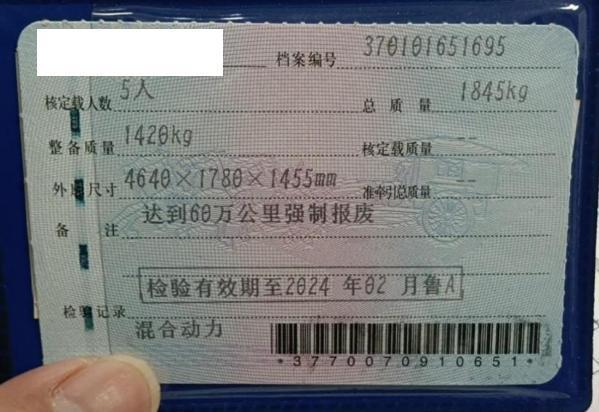 档案编号 370101651695
核定载人数 5人 总质量 1845kg
整备质量 1420kg 核定载质量 --
外廓尺寸 4640×1780×1455mm 准牵引总质量 --
备注 达到60万公里强制报废
检验有效期至2024年02月鲁A
检验记录
混合动力
*3770070910651*